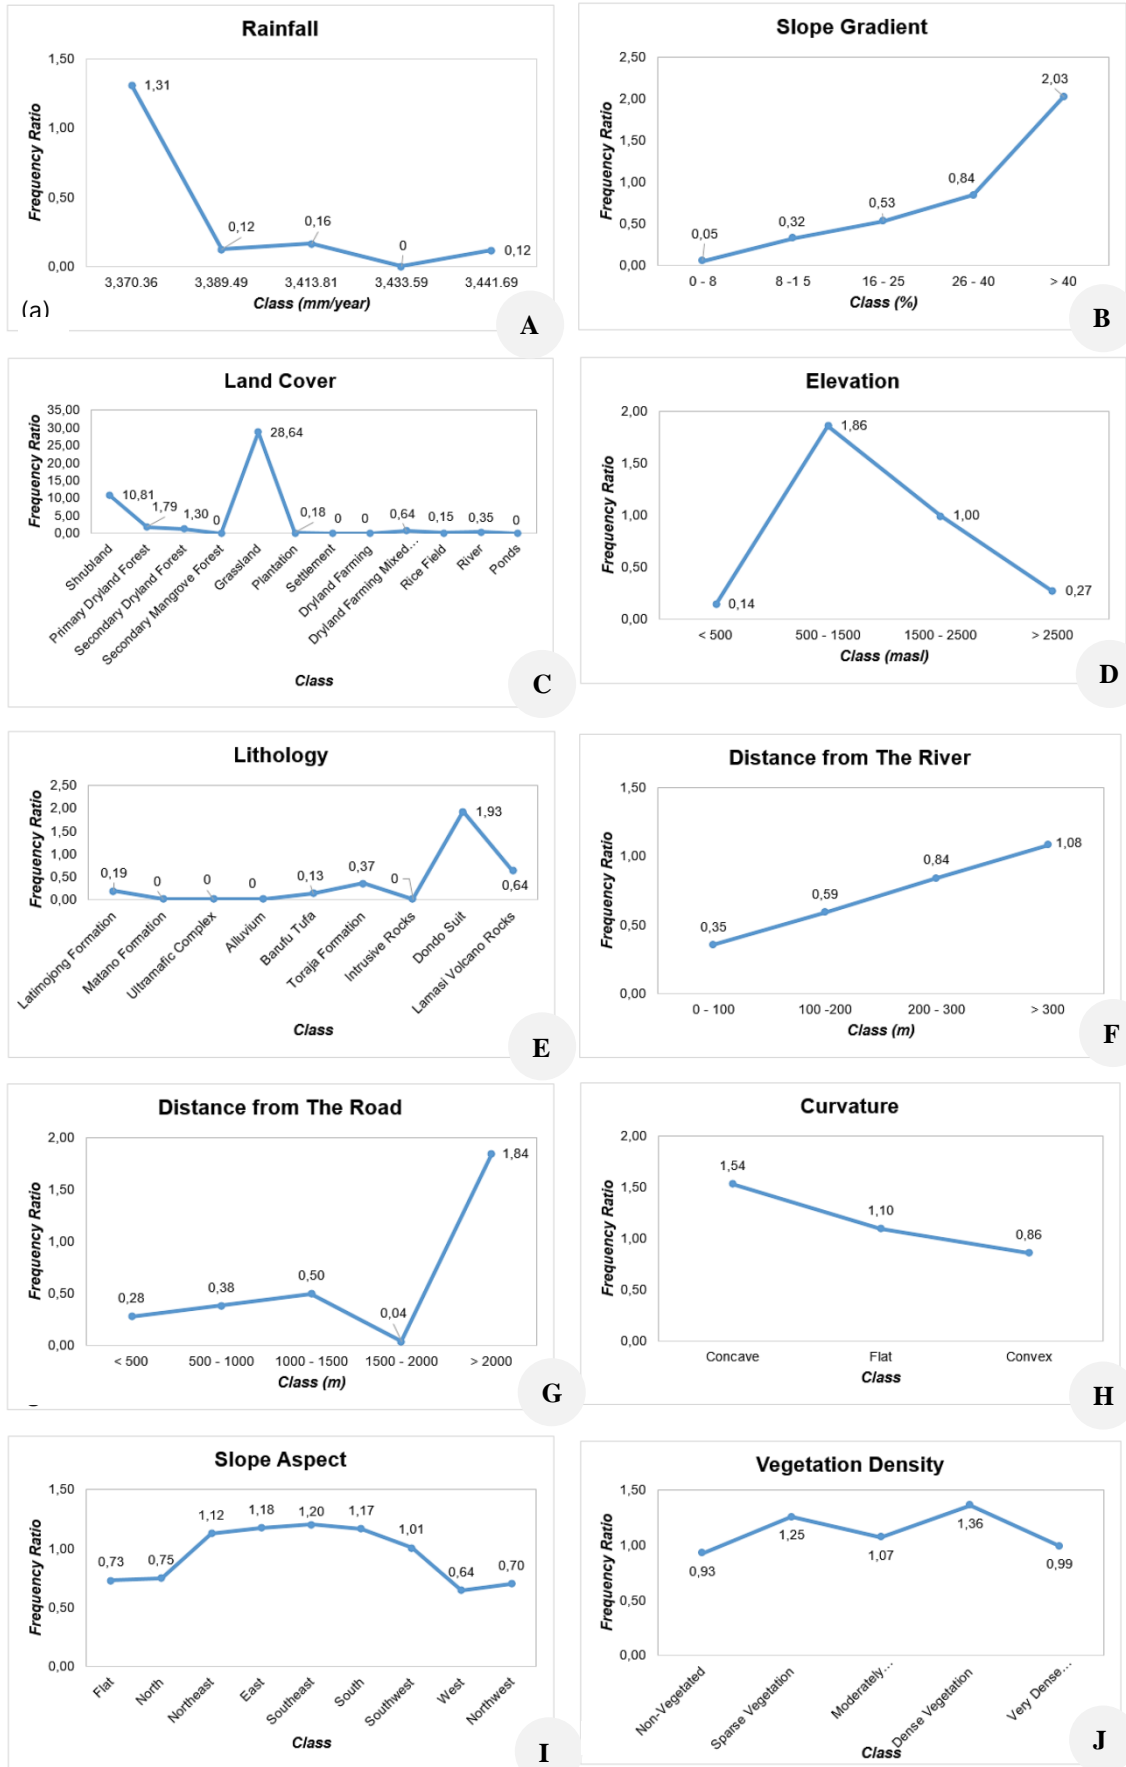 Rainfall
Frequency Ratio
1,50
1,00
0,50
0,00
1,31
0,12
0,16
0
0,12
3,370.36 3,389.49 3,413.81 3,433.59 3,441.69
Class (mm/year)
(a)
A
Slope Gradient
Frequency Ratio
2,50
2,00
1,50
1,00
0,50
0,00
0,05
0,32
0,53
0,84
2,03
0 - 8 8 -1 5 16 - 25 26 - 40 > 40
Class (%)
B
Land Cover
Frequency Ratio
35,00
30,00
25,00
20,00
15,00
10,00
5,00
0,00
10,81
1,79
1,30
0
28,64
0,18
0
0
0,64
0,15
0,35
0
Shrubland
Primary Dryland Forest
Secondary Dryland Forest
Secondary Mangrove Forest
Grassland
Plantation
Settlement
Dryland Farming
Dryland Farming Mixed...
Rice Field
River
Ponds
Class
C
Elevation
Frequency Ratio
2,00
1,50
1,00
0,50
0,00
0,14
1,86
1,00
0,27
< 500 500 - 1500 1500 - 2500 > 2500
Class (masl)
D
Lithology
Frequency Ratio
2,50
2,00
1,50
1,00
0,50
0,00
0,19
0
0
0
0,13
0,37
0
1,93
0,64
Latimojong Formation
Matano Formation
Ultramafic Complex
Alluvium
Barufu Tufa
Toraja Formation
Intrusive Rocks
Dondo Suit
Lamasi Volcano Rocks
Class
E
Distance from The River
Frequency Ratio
1,50
1,00
0,50
0,00
0,35
0,59
0,84
1,08
0 - 100 100 -200 200 - 300 > 300
Class (m)
F
Distance from The Road
Frequency Ratio
2,00
1,50
1,00
0,50
0,00
0,28
0,38
0,50
0,04
1,84
< 500 500 - 1000 1000 - 1500 1500 - 2000 > 2000
Class (m)
G
Curvature
Frequency Ratio
2,00
1,50
1,00
0,50
0,00
1,54
1,10
0,86
Concave Flat Convex
Class
H
Slope Aspect
Frequency Ratio
1,50
1,00
0,50
0,00
0,73
0,75
1,12
1,18
1,20
1,17
1,01
0,64
0,70
Flat
North
Northeast
East
Southeast
South
Southwest
West
Northwest
Class
I
Vegetation Density
Frequency Ratio
1,50
1,00
0,50
0,00
0,93
1,25
1,07
1,36
0,99
Non-Vegetated
Sparse Vegetation
Moderately...
Dense Vegetation
Very Dense...
Class
J